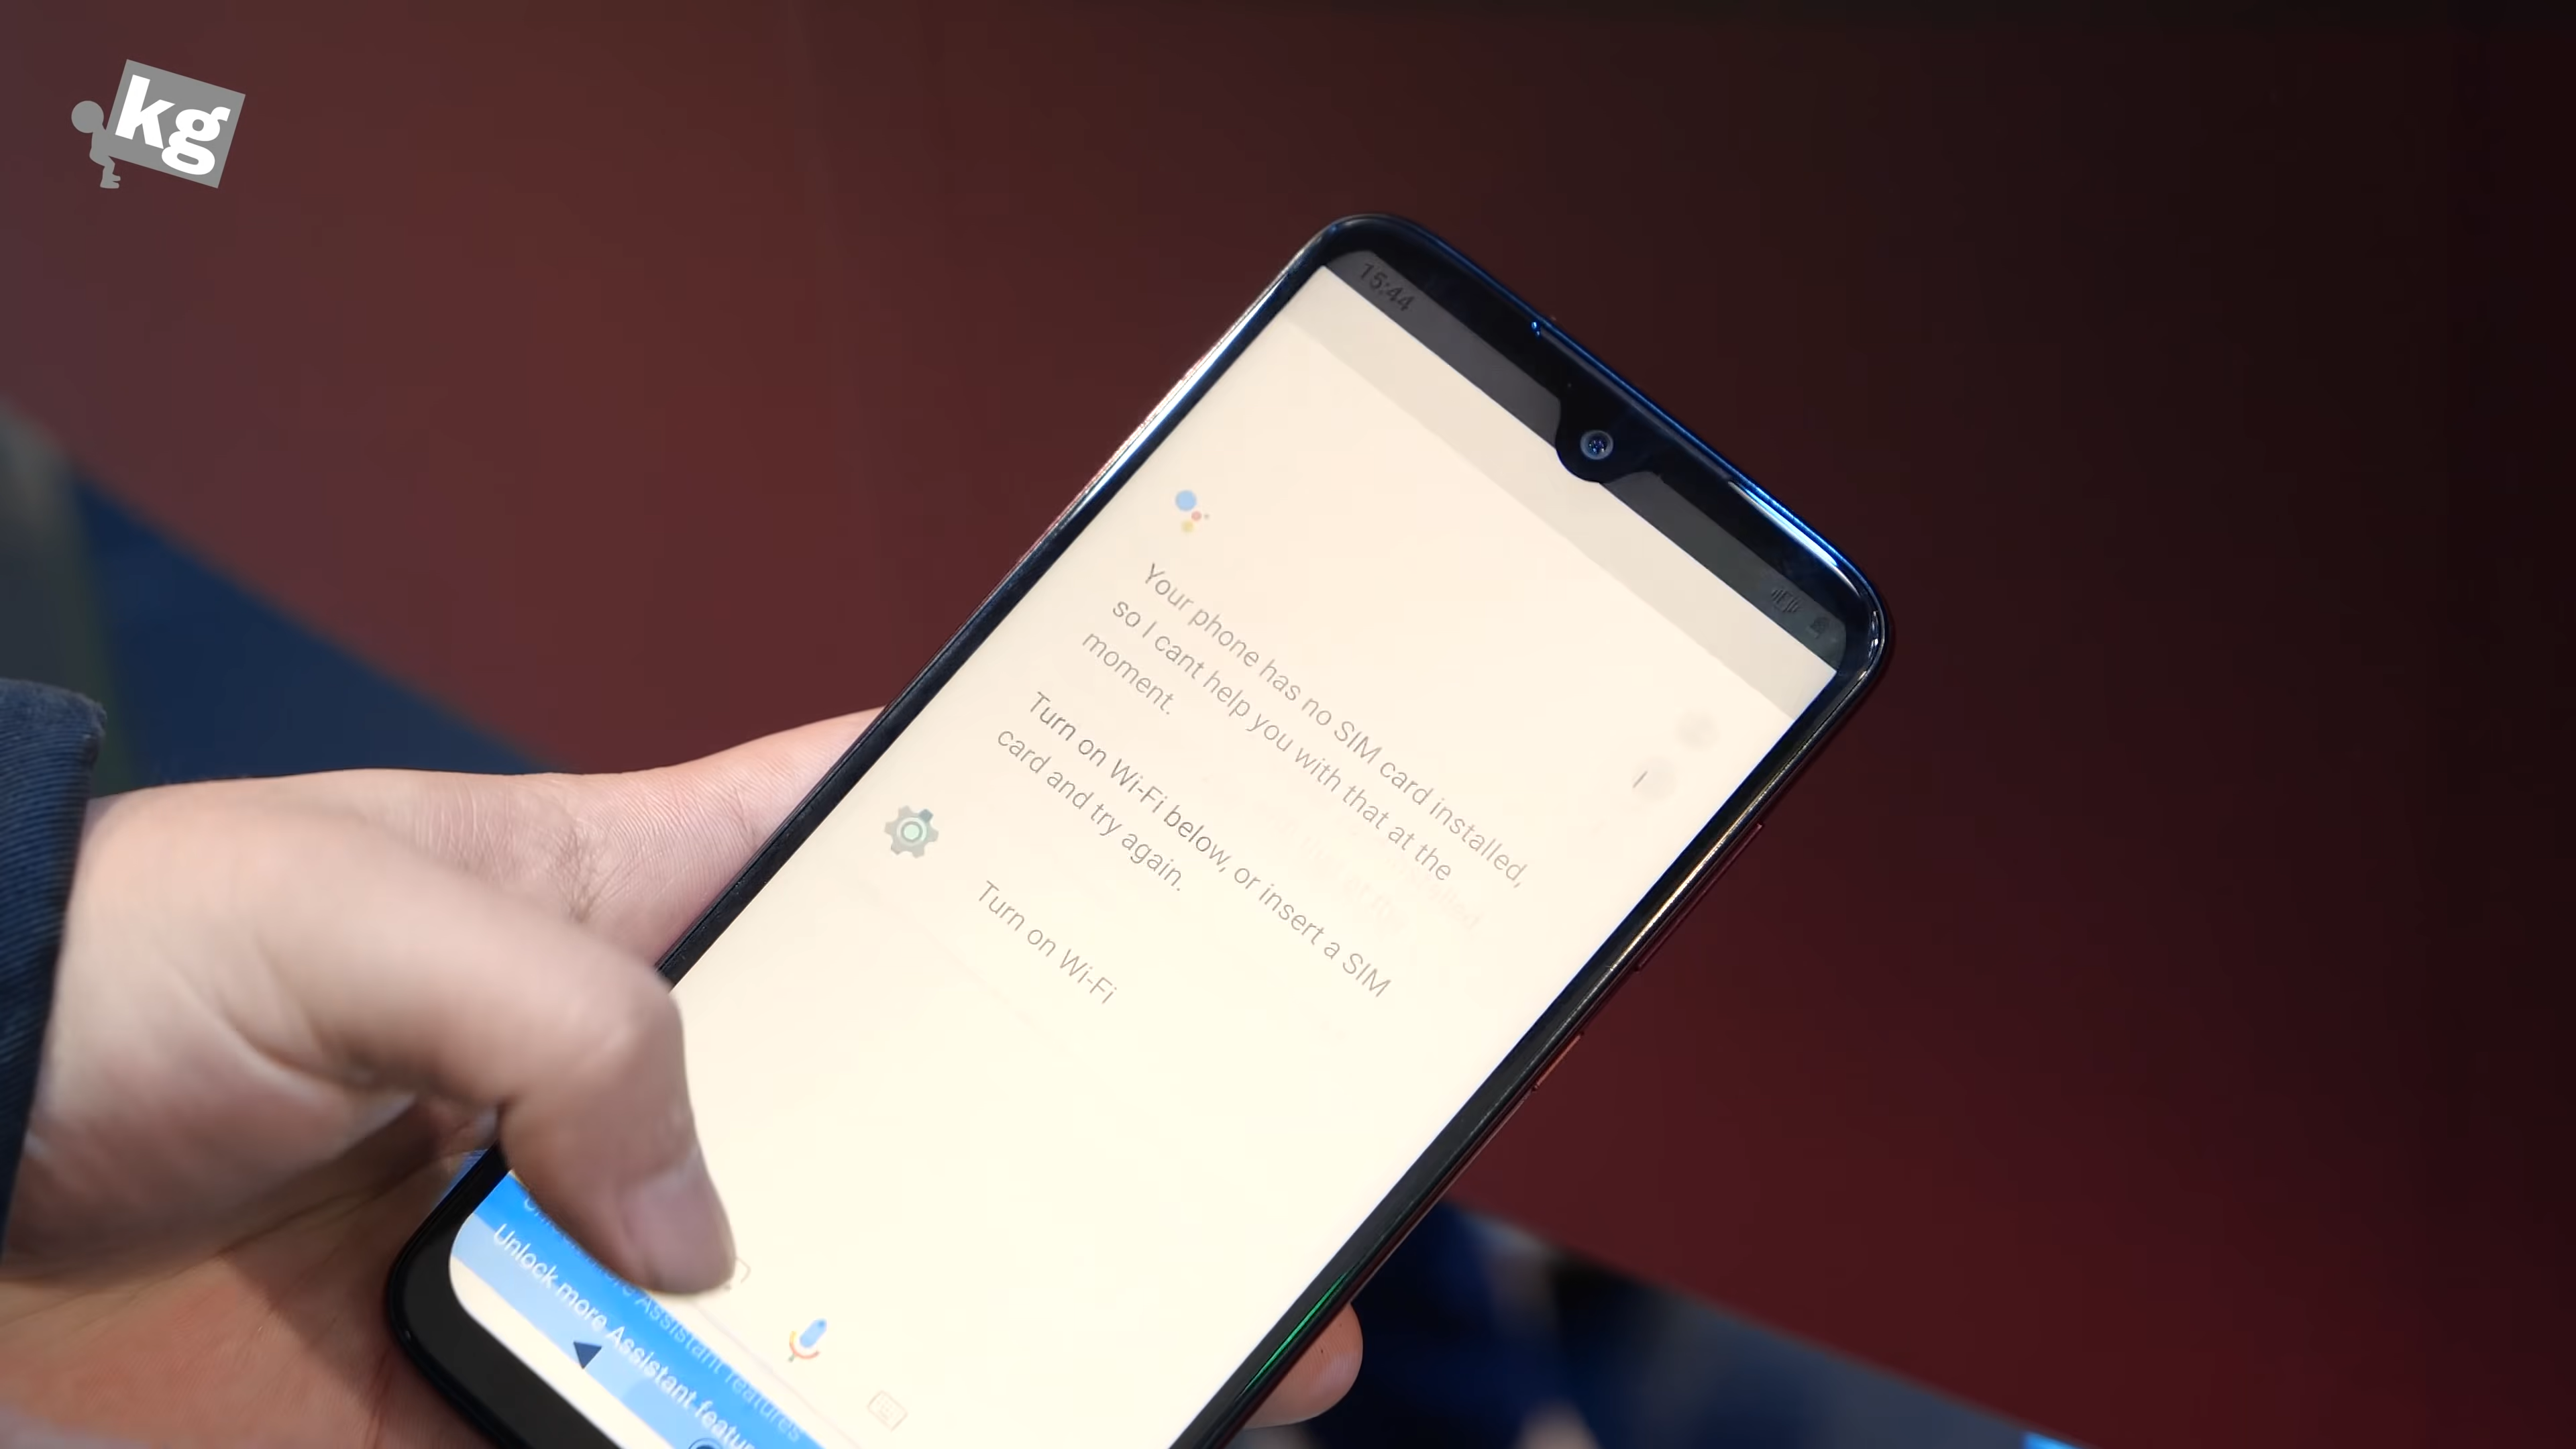 kg
15:44
Your phone has no SIM card installed,
so I cant help you with that at the
moment.
Turn on Wi-Fi below, or insert a SIM
card and try again.
Turn on Wi-Fi
Assistant features
Unlock more Assistant